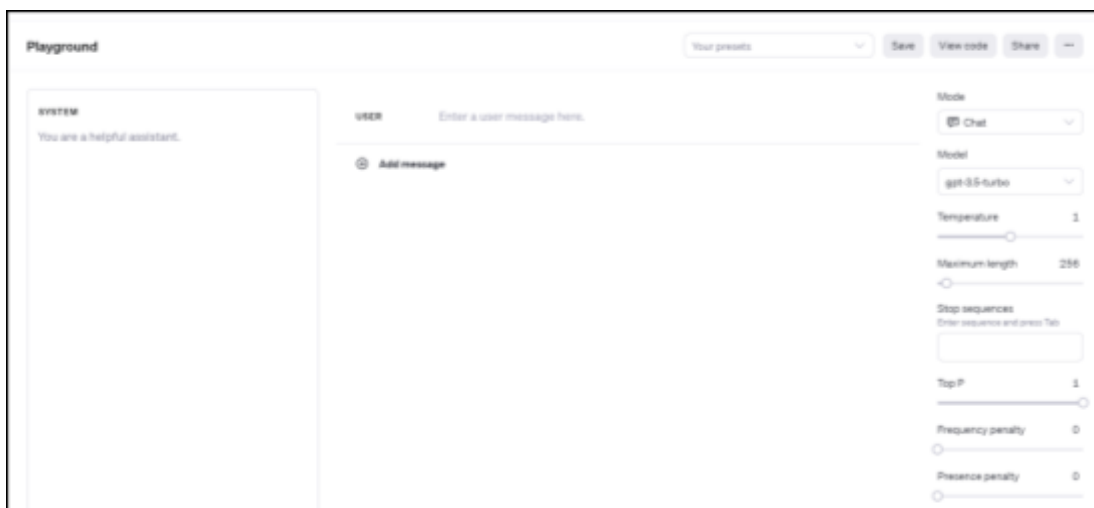 Playground
Your presets
Save
View code
Share
SYSTEM
You are a helpful assistant.
USER
Enter a user message here.
Add message
Mode
Chat
Model
gpt-3.5-turbo
Temperature 1
Maximum length 256
Stop sequences
Enter sequence and press Tab
Top P 1
Frequency penalty 0
Presence penalty 0